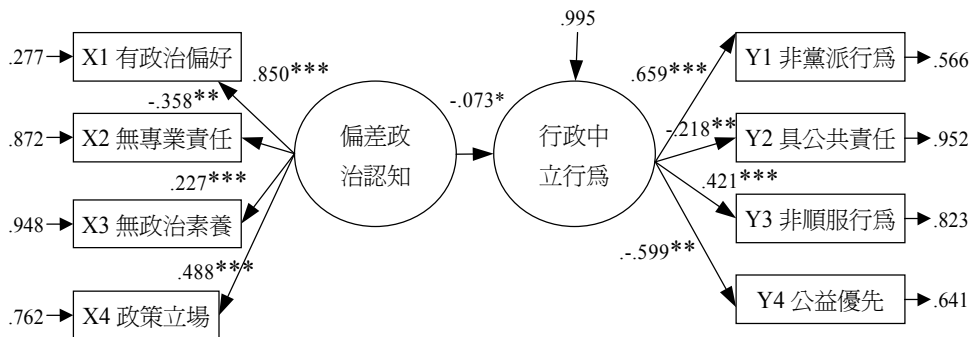 .995
.277
X1 有政治偏好
.850***
.659***
Y1 非黨派行爲
.566
-.358**
-.073*
.872
X2 無專業責任
偏差政
治認知
行政中
立行爲
-.218**
Y2 具公共責任
.952
.227***
.421***
.948
X3 無政治素養
Y3 非順服行爲
.823
.488***
.-.599**
.762
X4 政策立場
Y4 公益優先
.641